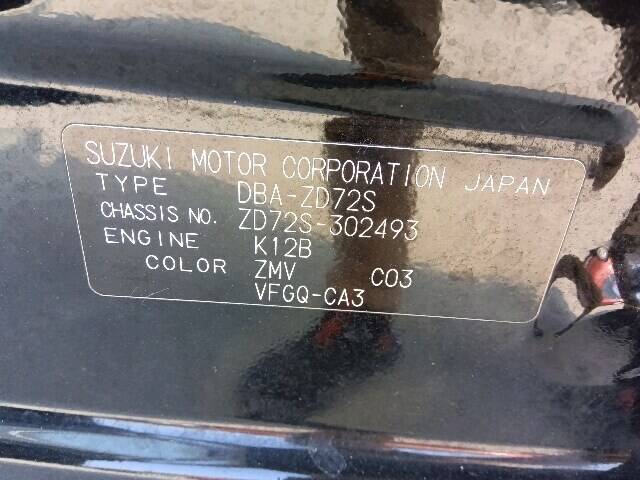 SUZUKI MOTOR CORPORATION JAPAN
TYPE DBA-ZD72S
CHASSIS NO. ZD72S-302493
ENGINE K12B
COLOR ZMV C03
VFGQ-CA3